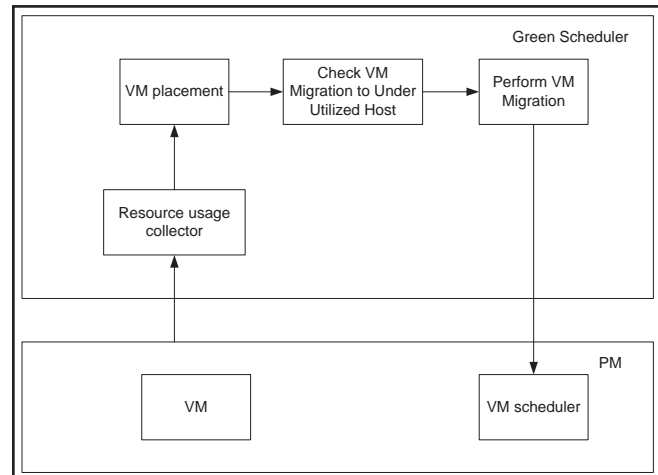 Green Scheduler
VM placement
Check VM
Migration to Under
Utilized Host
Perform VM
Migration
Resource usage
collector
PM
VM
VM scheduler